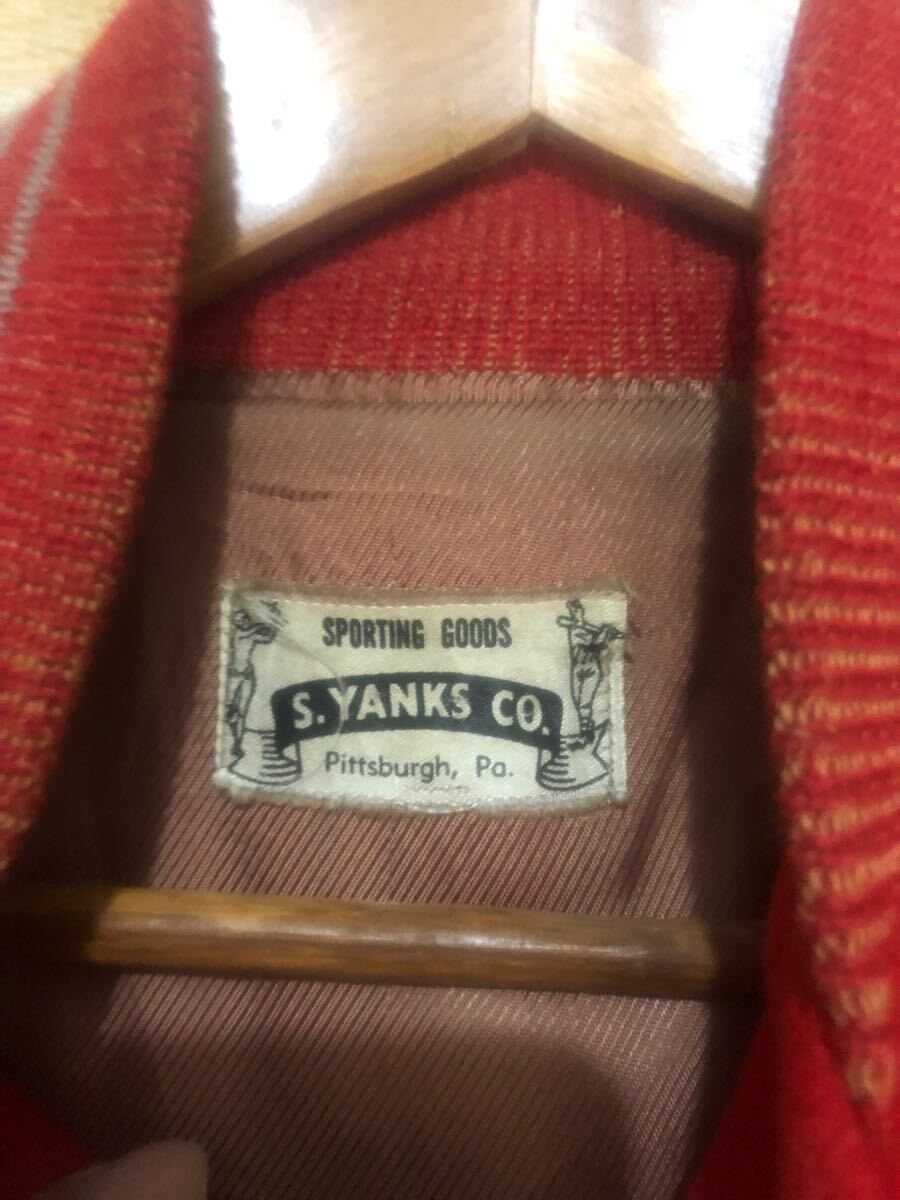 SPORTING GOODS
S. YANKS CO.
Pittsburgh, Pa.